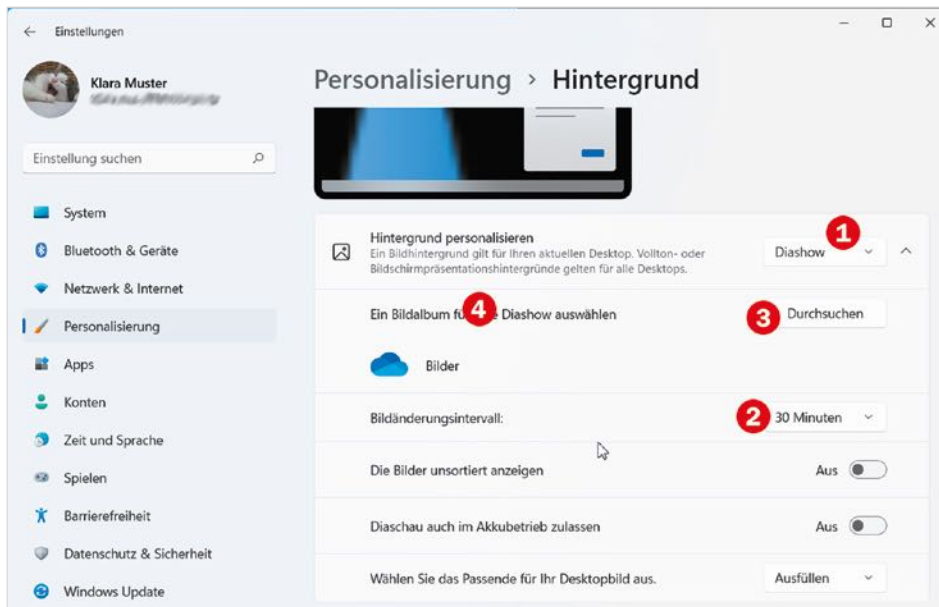 Einstellungen
Klara Muster
Personalisierung › Hintergrund
Einstellung suchen
System
Bluetooth & Geräte
Netzwerk & Internet
Personalisierung
Apps
Konten
Zeit und Sprache
Spielen
Barrierefreiheit
Datenschutz & Sicherheit
Windows Update
Hintergrund personalisieren
Ein Bildhintergrund gilt für Ihren aktuellen Desktop. Vollton- oder
Bildschirmpräsentationshintergründe gelten für alle Desktops.
Diashow
1
Ein Bildalbum 4 Diashow auswählen
3 Durchsuchen
Bilder
Bildänderungsintervall:
2 30 Minuten
Die Bilder unsortiert anzeigen
Aus
Diaschau auch im Akkubetrieb zulassen
Aus
Wählen Sie das Passende für Ihr Desktopbild aus.
Ausfüllen